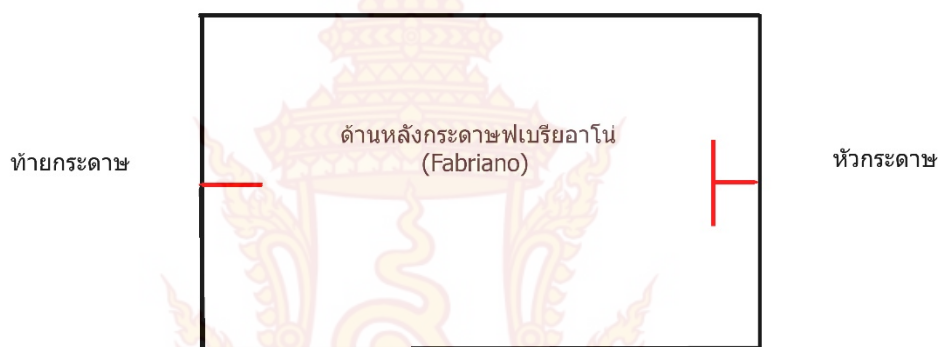 ด้านหลังกระดาษฟเบรียอาโน่
(Fabriano)
ท้ายกระดาษ
หัวกระดาษ